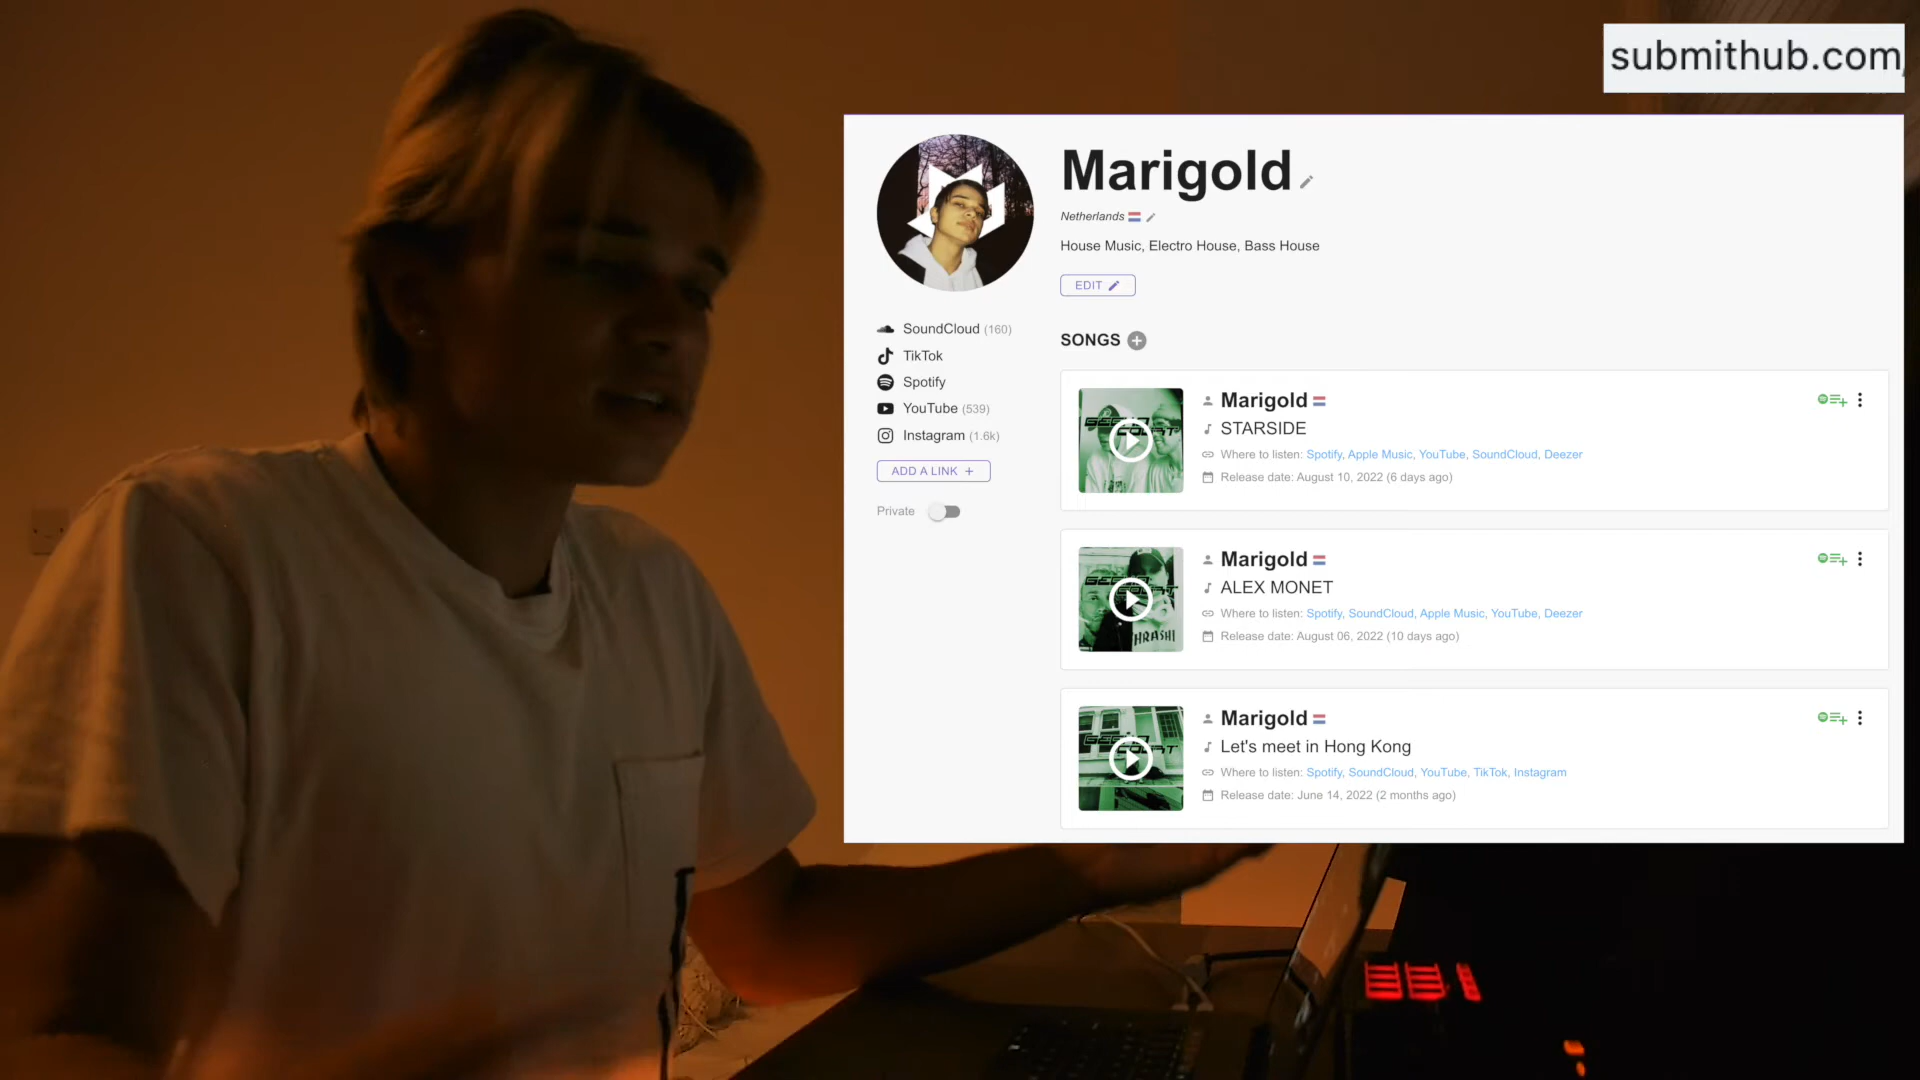 submithub.com
Marigold
Netherlands
House Music, Electro House, Bass House
EDIT
SoundCloud (160)
TikTok
Spotify
YouTube (539)
Instagram (1.6k)
ADD A LINK +
Private
SONGS
Marigold
STARSIDE
Where to listen: Spotify, Apple Music, YouTube, SoundCloud, Deezer
Release date: August 10, 2022 (6 days ago)
Marigold
ALEX MONET
Where to listen: Spotify, SoundCloud, Apple Music, YouTube, Deezer
Release date: August 06, 2022 (10 days ago)
Marigold
Let's meet in Hong Kong
Where to listen: Spotify, SoundCloud, YouTube, TikTok, Instagram
Release date: June 14, 2022 (2 months ago)